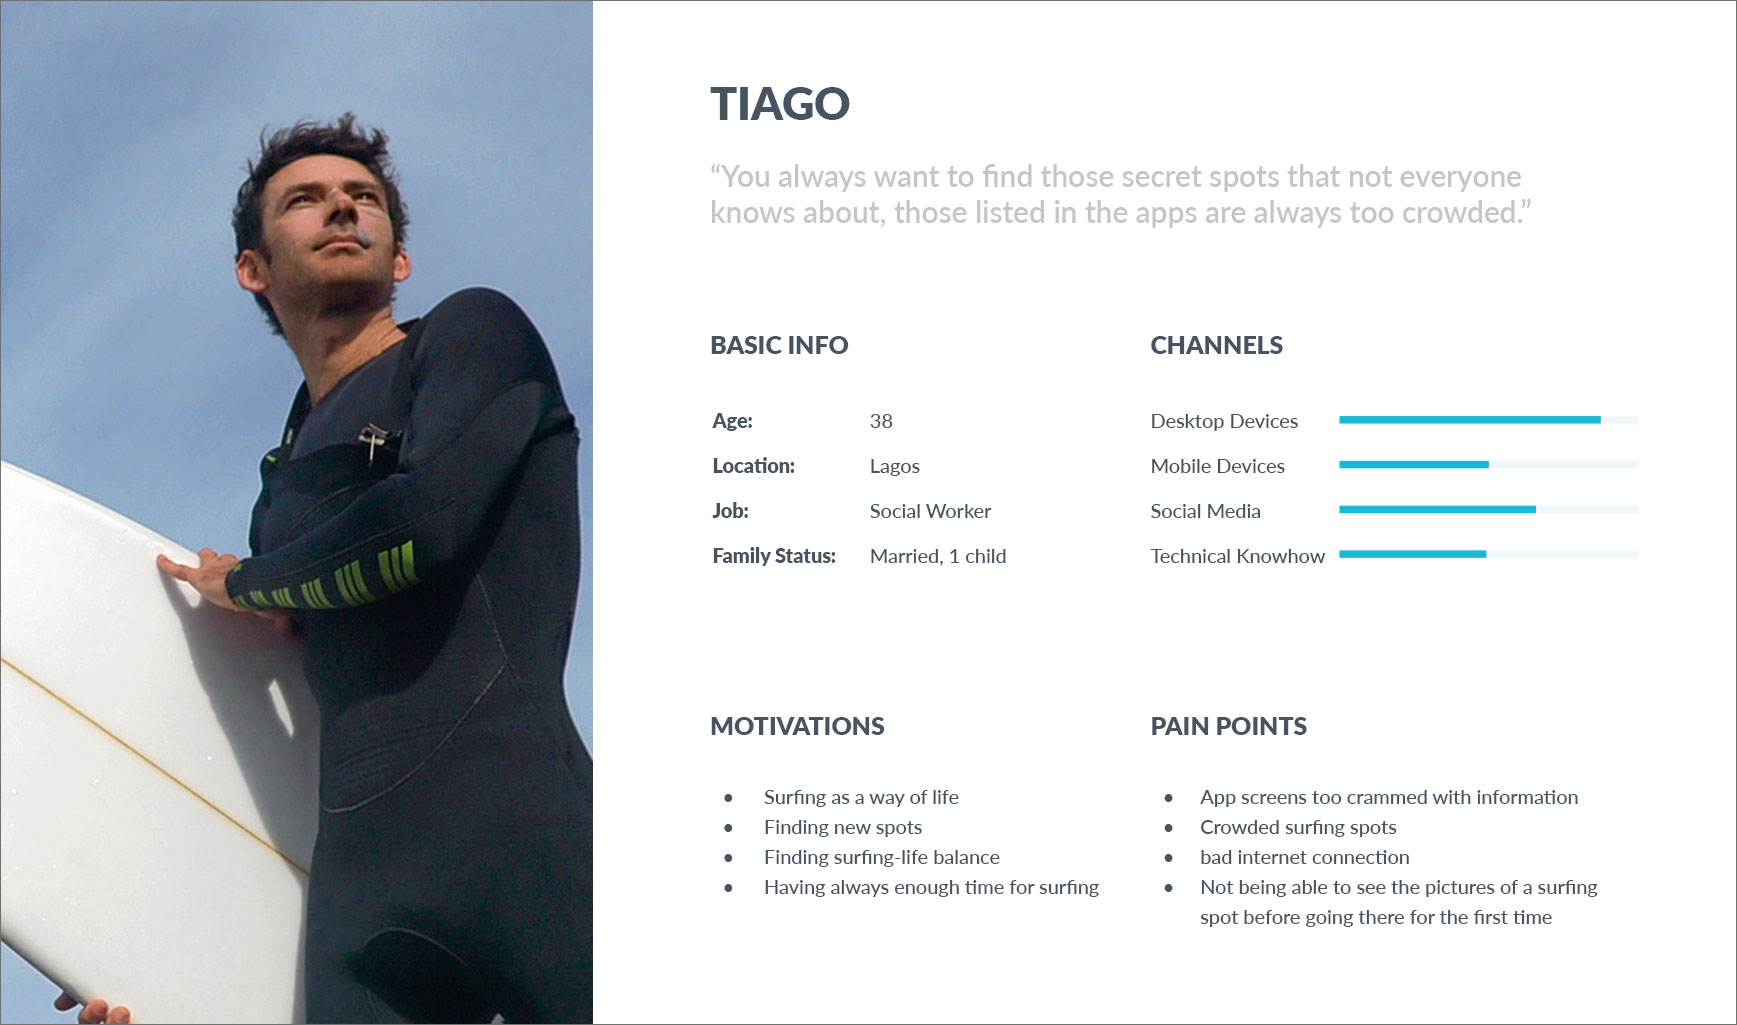 TIAGO
“You always want to find those secret spots that not everyone
knows about, those listed in the apps are always too crowded.”
BASIC INFO
Age: 38
Location: Lagos
Job: Social Worker
Family Status: Married, 1 child
CHANNELS
Desktop Devices
Mobile Devices
Social Media
Technical Knowhow
MOTIVATIONS
• Surfing as a way of life
• Finding new spots
• Finding surfing-life balance
• Having always enough time for surfing
PAIN POINTS
• App screens too crammed with information
• Crowded surfing spots
• bad internet connection
• Not being able to see the pictures of a surfing
spot before going there for the first time